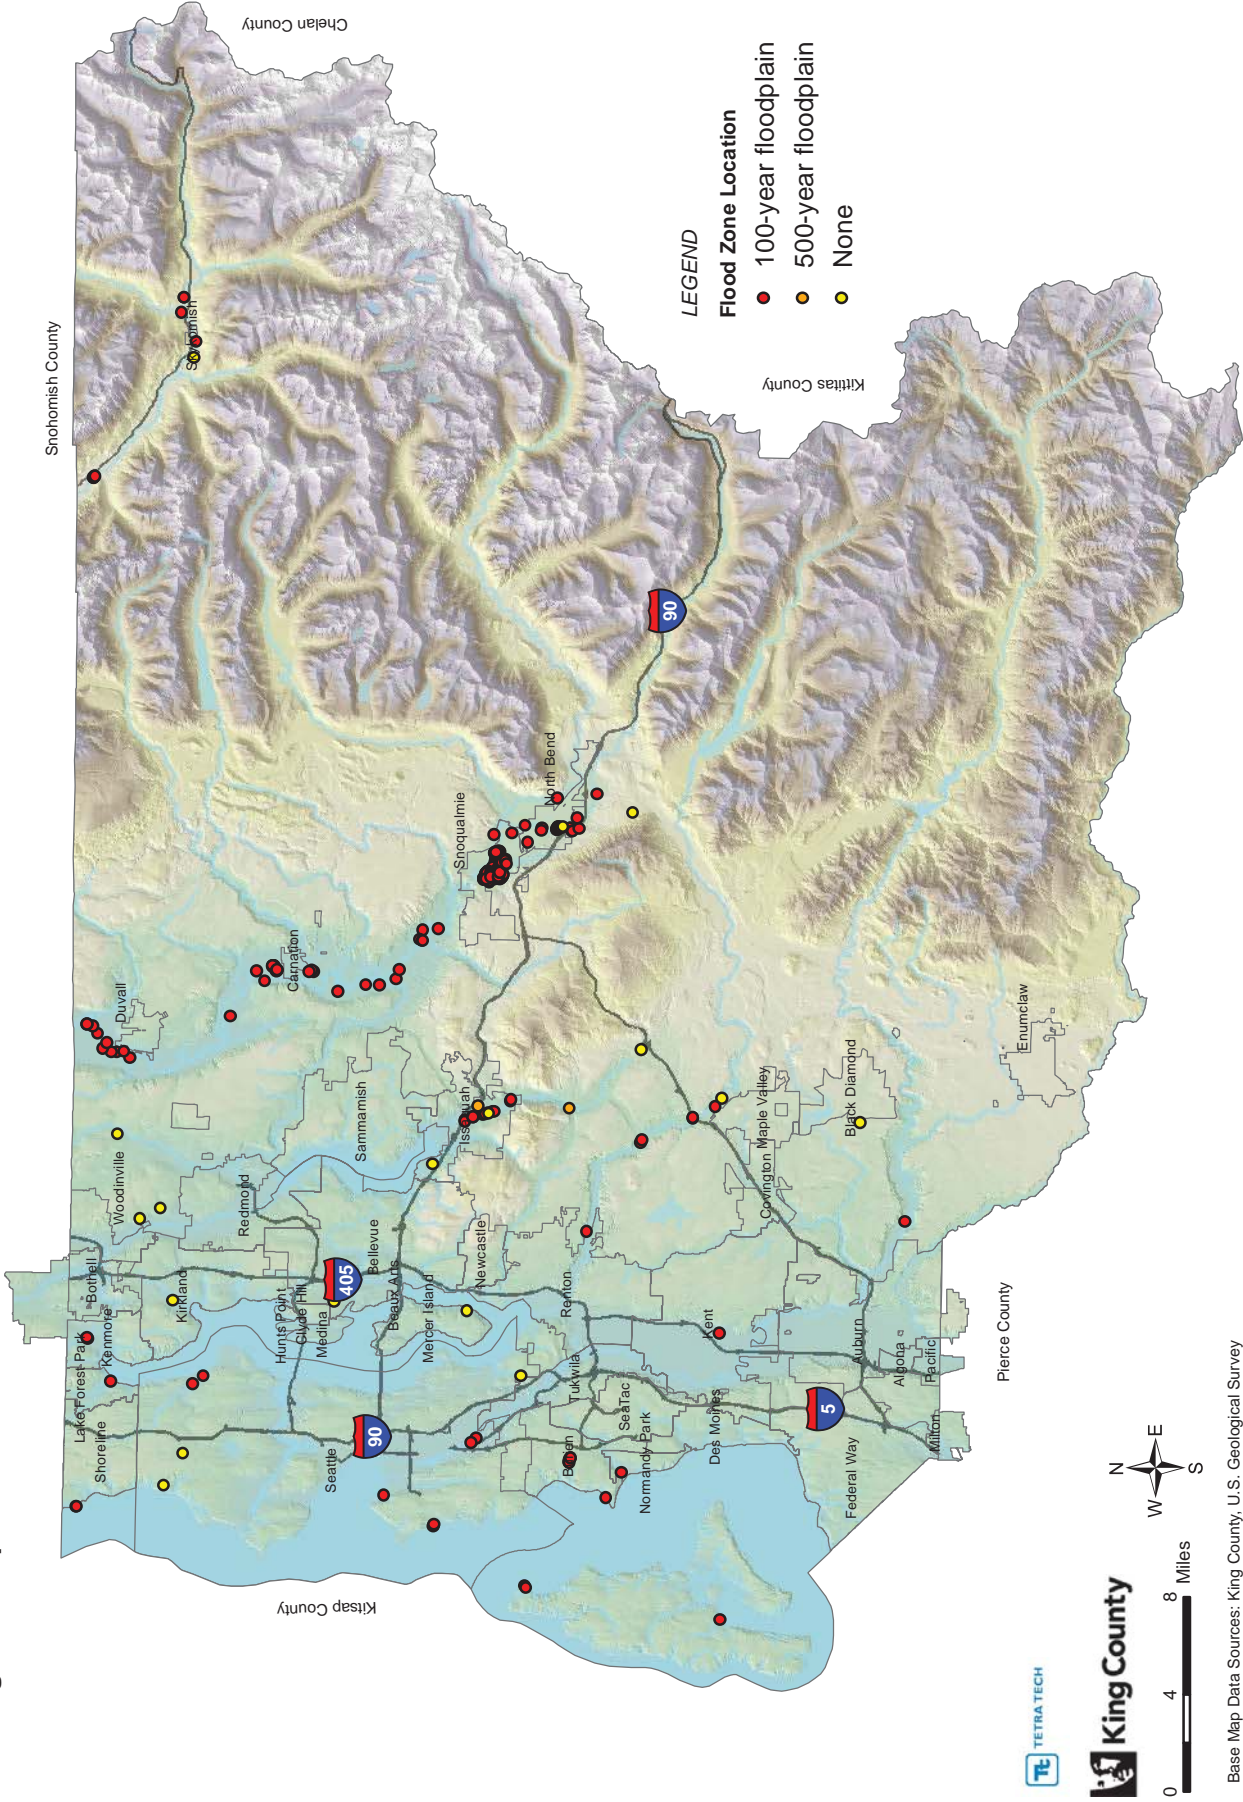 Snohomish County
Chelan County
Kittitas County
Pierce County
Kitsap County
Skykomish
Duvall
Carnation
Snoqualmie
North Bend
Woodinville
Redmond
Sammamish
Issaquah
Bothell
Kenmore
Lake Forest Park
Shoreline
Kirkland
Hunts Point
Clyde Hill
Medina
Bellevue
Beaux Arts
Mercer Island
Newcastle
Seattle
Renton
Tukwila
SeaTac
Burien
Normandy Park
Des Moines
Kent
Covington
Maple Valley
Black Diamond
Enumclaw
Auburn
Algona
Pacific
Milton
Federal Way
405
90
90
5
LEGEND
Flood Zone Location
100-year floodplain
500-year floodplain
None
N
W
E
S
Tt TETRA TECH
King County
0 4 8
Miles
Base Map Data Sources: King County, U.S. Geological Survey